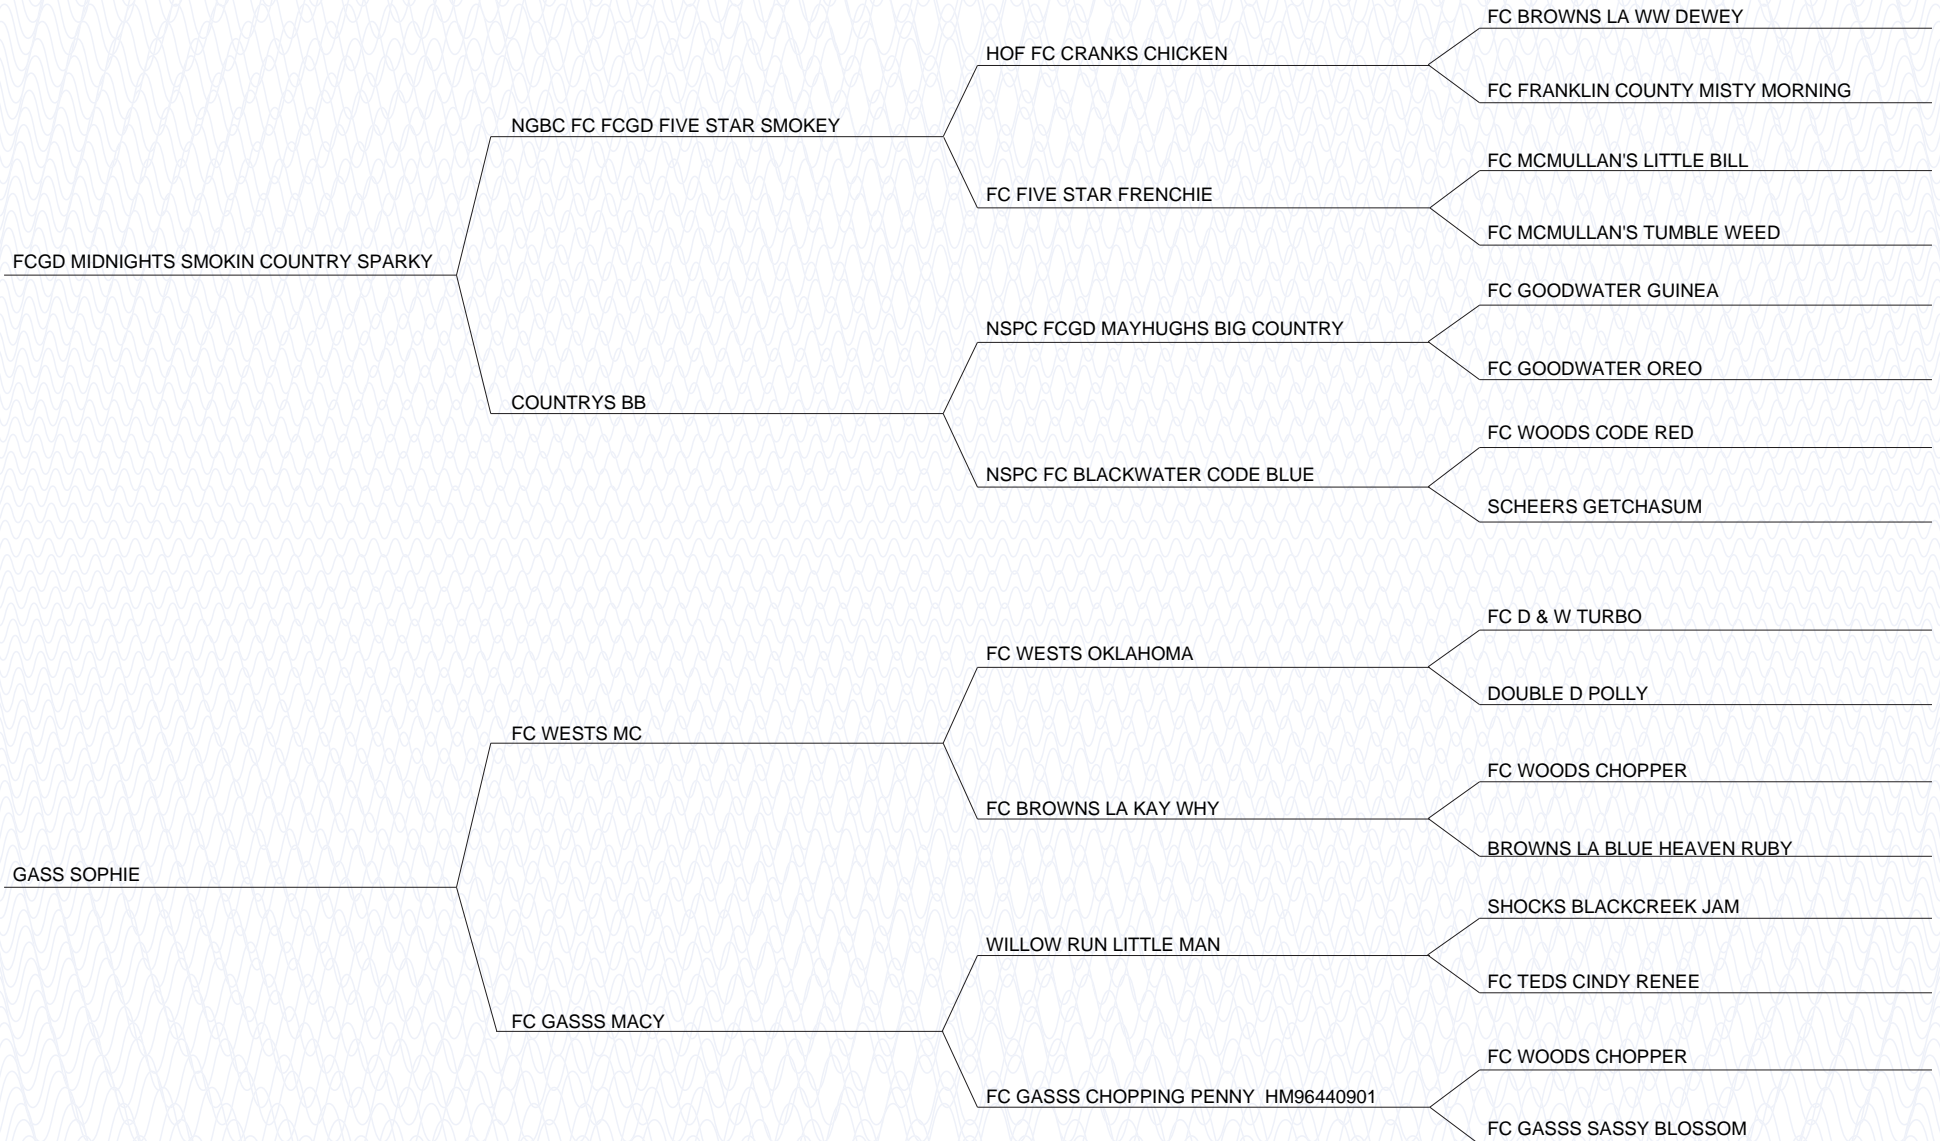 FC BROWNS LA WW DEWEY
HOF FC CRANKS CHICKEN
FC FRANKLIN COUNTY MISTY MORNING
NGBC FC FCGD FIVE STAR SMOKEY
FC MCMULLAN'S LITTLE BILL
FC FIVE STAR FRENCHIE
FC MCMULLAN'S TUMBLE WEED
FCGD MIDNIGHTS SMOKIN COUNTRY SPARKY
FC GOODWATER GUINEA
NSPC FCGD MAYHUGHS BIG COUNTRY
FC GOODWATER OREO
COUNTRYS BB
FC WOODS CODE RED
NSPC FC BLACKWATER CODE BLUE
SCHEERS GETCHASUM
FC D & W TURBO
FC WESTS OKLAHOMA
DOUBLE D POLLY
FC WESTS MC
FC WOODS CHOPPER
FC BROWNS LA KAY WHY
BROWNS LA BLUE HEAVEN RUBY
GASS SOPHIE
SHOCKS BLACKCREEK JAM
WILLOW RUN LITTLE MAN
FC TEDS CINDY RENEE
FC GASSS MACY
FC WOODS CHOPPER
FC GASSS CHOPPING PENNY  HM96440901
FC GASSS SASSY BLOSSOM